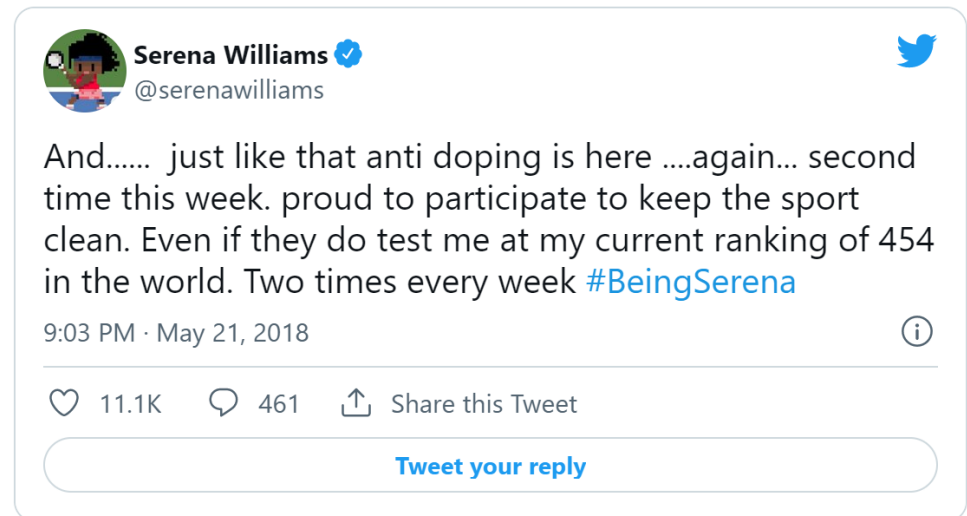 Serena Williams
@serenawilliams
And...... just like that anti doping is here ....again... second
time this week. proud to participate to keep the sport
clean. Even if they do test me at my current ranking of 454
in the world. Two times every week #BeingSerena
9:03 PM · May 21, 2018
11.1K 461 Share this Tweet
Tweet your reply